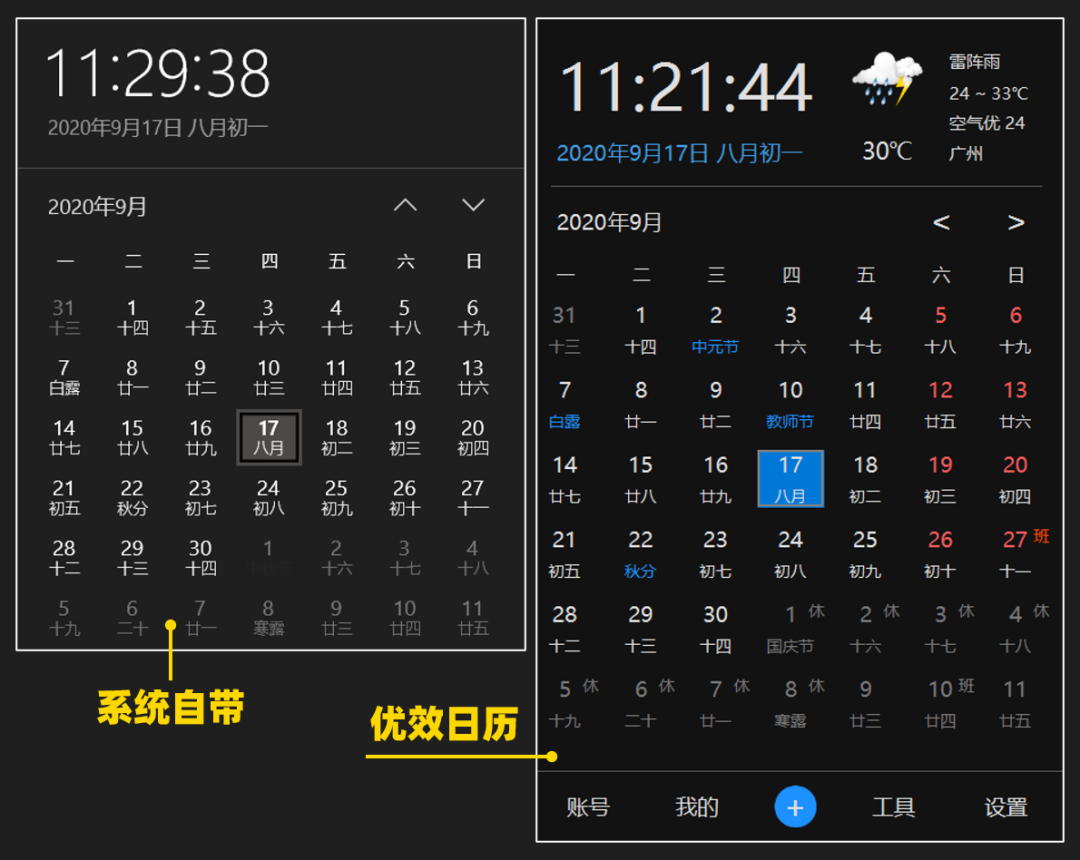 11:29:38
2020年9月17日 八月初一
2020年9月
一 二 三 四 五 六 日
31 1 2 3 4 5 6
十三 十四 十五 十六 十七 十八 十九
7 8 9 10 11 12 13
白露 廿一 廿二 廿三 廿四 廿五 廿六
14 15 16 17 18 19 20
廿七 廿八 廿九 八月 初二 初三 初四
21 22 23 24 25 26 27
初五 秋分 初七 初八 初九 初十 十一
28 29 30 1 2 3 4
十二 十三 十四 十六 十七 十八
5 6 7 8 9 10 11
十九 二十 廿一 寒露 廿三 廿四 廿五
系统自带
11:21:44
2020年9月17日 八月初一
30℃
雷阵雨
24 ~ 33℃
空气优 24
广州
2020年9月 < >
一 二 三 四 五 六 日
31 1 2 3 4 5 6
十三 十四 中元节 十六 十七 十八 十九
7 8 9 10 11 12 13
白露 廿一 廿二 教师节 廿四 廿五 廿六
14 15 16 17 18 19 20
廿七 廿八 廿九 八月 初二 初三 初四
21 22 23 24 25 26 27 班
初五 秋分 初七 初八 初九 初十 十一
28 29 30 1 休 2 休 3 休 4 休
十二 十三 十四 国庆节 十六 十七 十八
5 休 6 休 7 休 8 休 9 10 班 11
十九 二十 廿一 寒露 廿三 廿四 廿五
优效日历
账号 我的 + 工具 设置